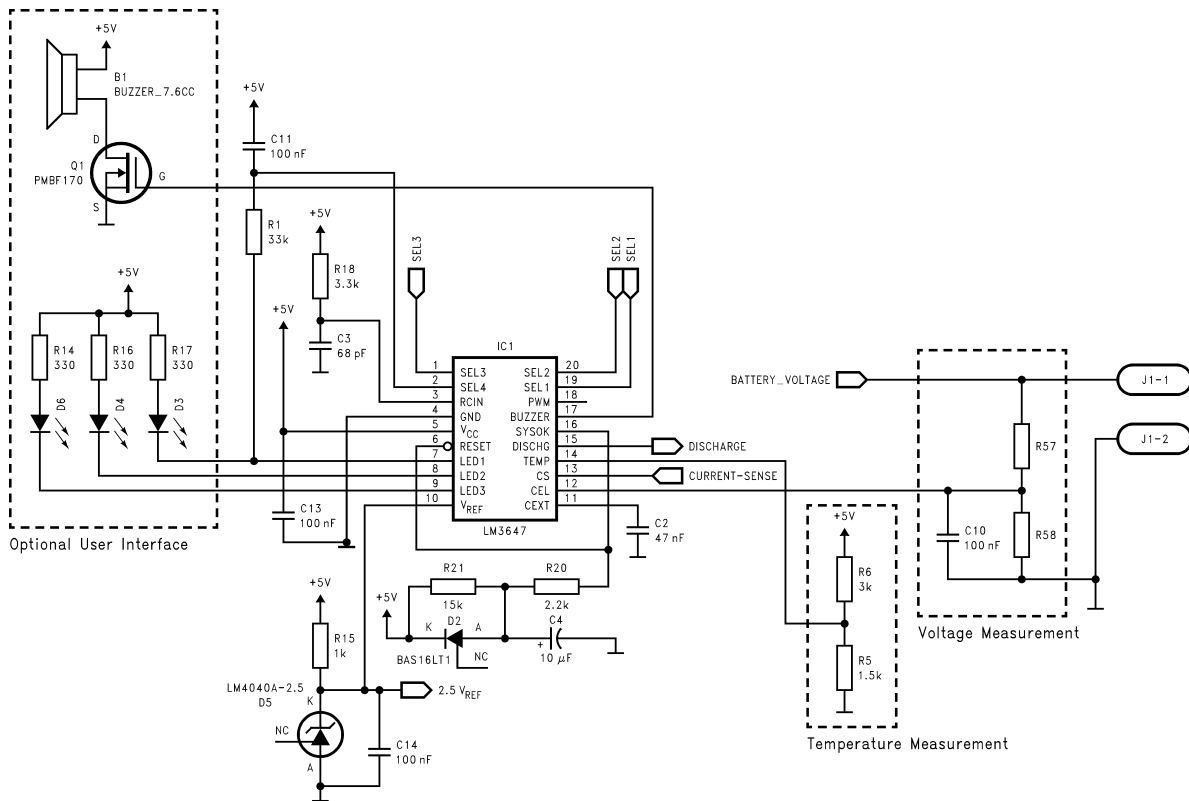 +5V
B1
BUZZER_7.6CC
D
Q1
PMBF170
G
S
+5V
C11
100 nF
R1
33k
+5V
R18
3.3k
C3
68 pF
+5V
SEL3
SEL2
SEL1
+5V
R14
330
R16
330
R17
330
D6
D4
D3
Optional User Interface
C13
100 nF
IC1
1 SEL3
2 SEL4
3 RCIN
4 GND
5 VCC
6 RESET
7 LED1
8 LED2
9 LED3
10 VREF
SEL2 20
SEL1 19
PWM 18
BUZZER 17
SYSOK 16
DISCHG 15
TEMP 14
CS 13
CEL 12
CEXT 11
LM3647
DISCHARGE
CURRENT-SENSE
C2
47 nF
BATTERY_VOLTAGE
J1-1
J1-2
R57
R58
C10
100 nF
Voltage Measurement
+5V
R6
3k
R5
1.5k
Temperature Measurement
R21
15k
R20
2.2k
+5V
K
D2
A
BAS16LT1
NC
C4
+
10 µF
+5V
R15
1k
LM4040A-2.5
D5
K
NC
A
2.5 VREF
C14
100 nF